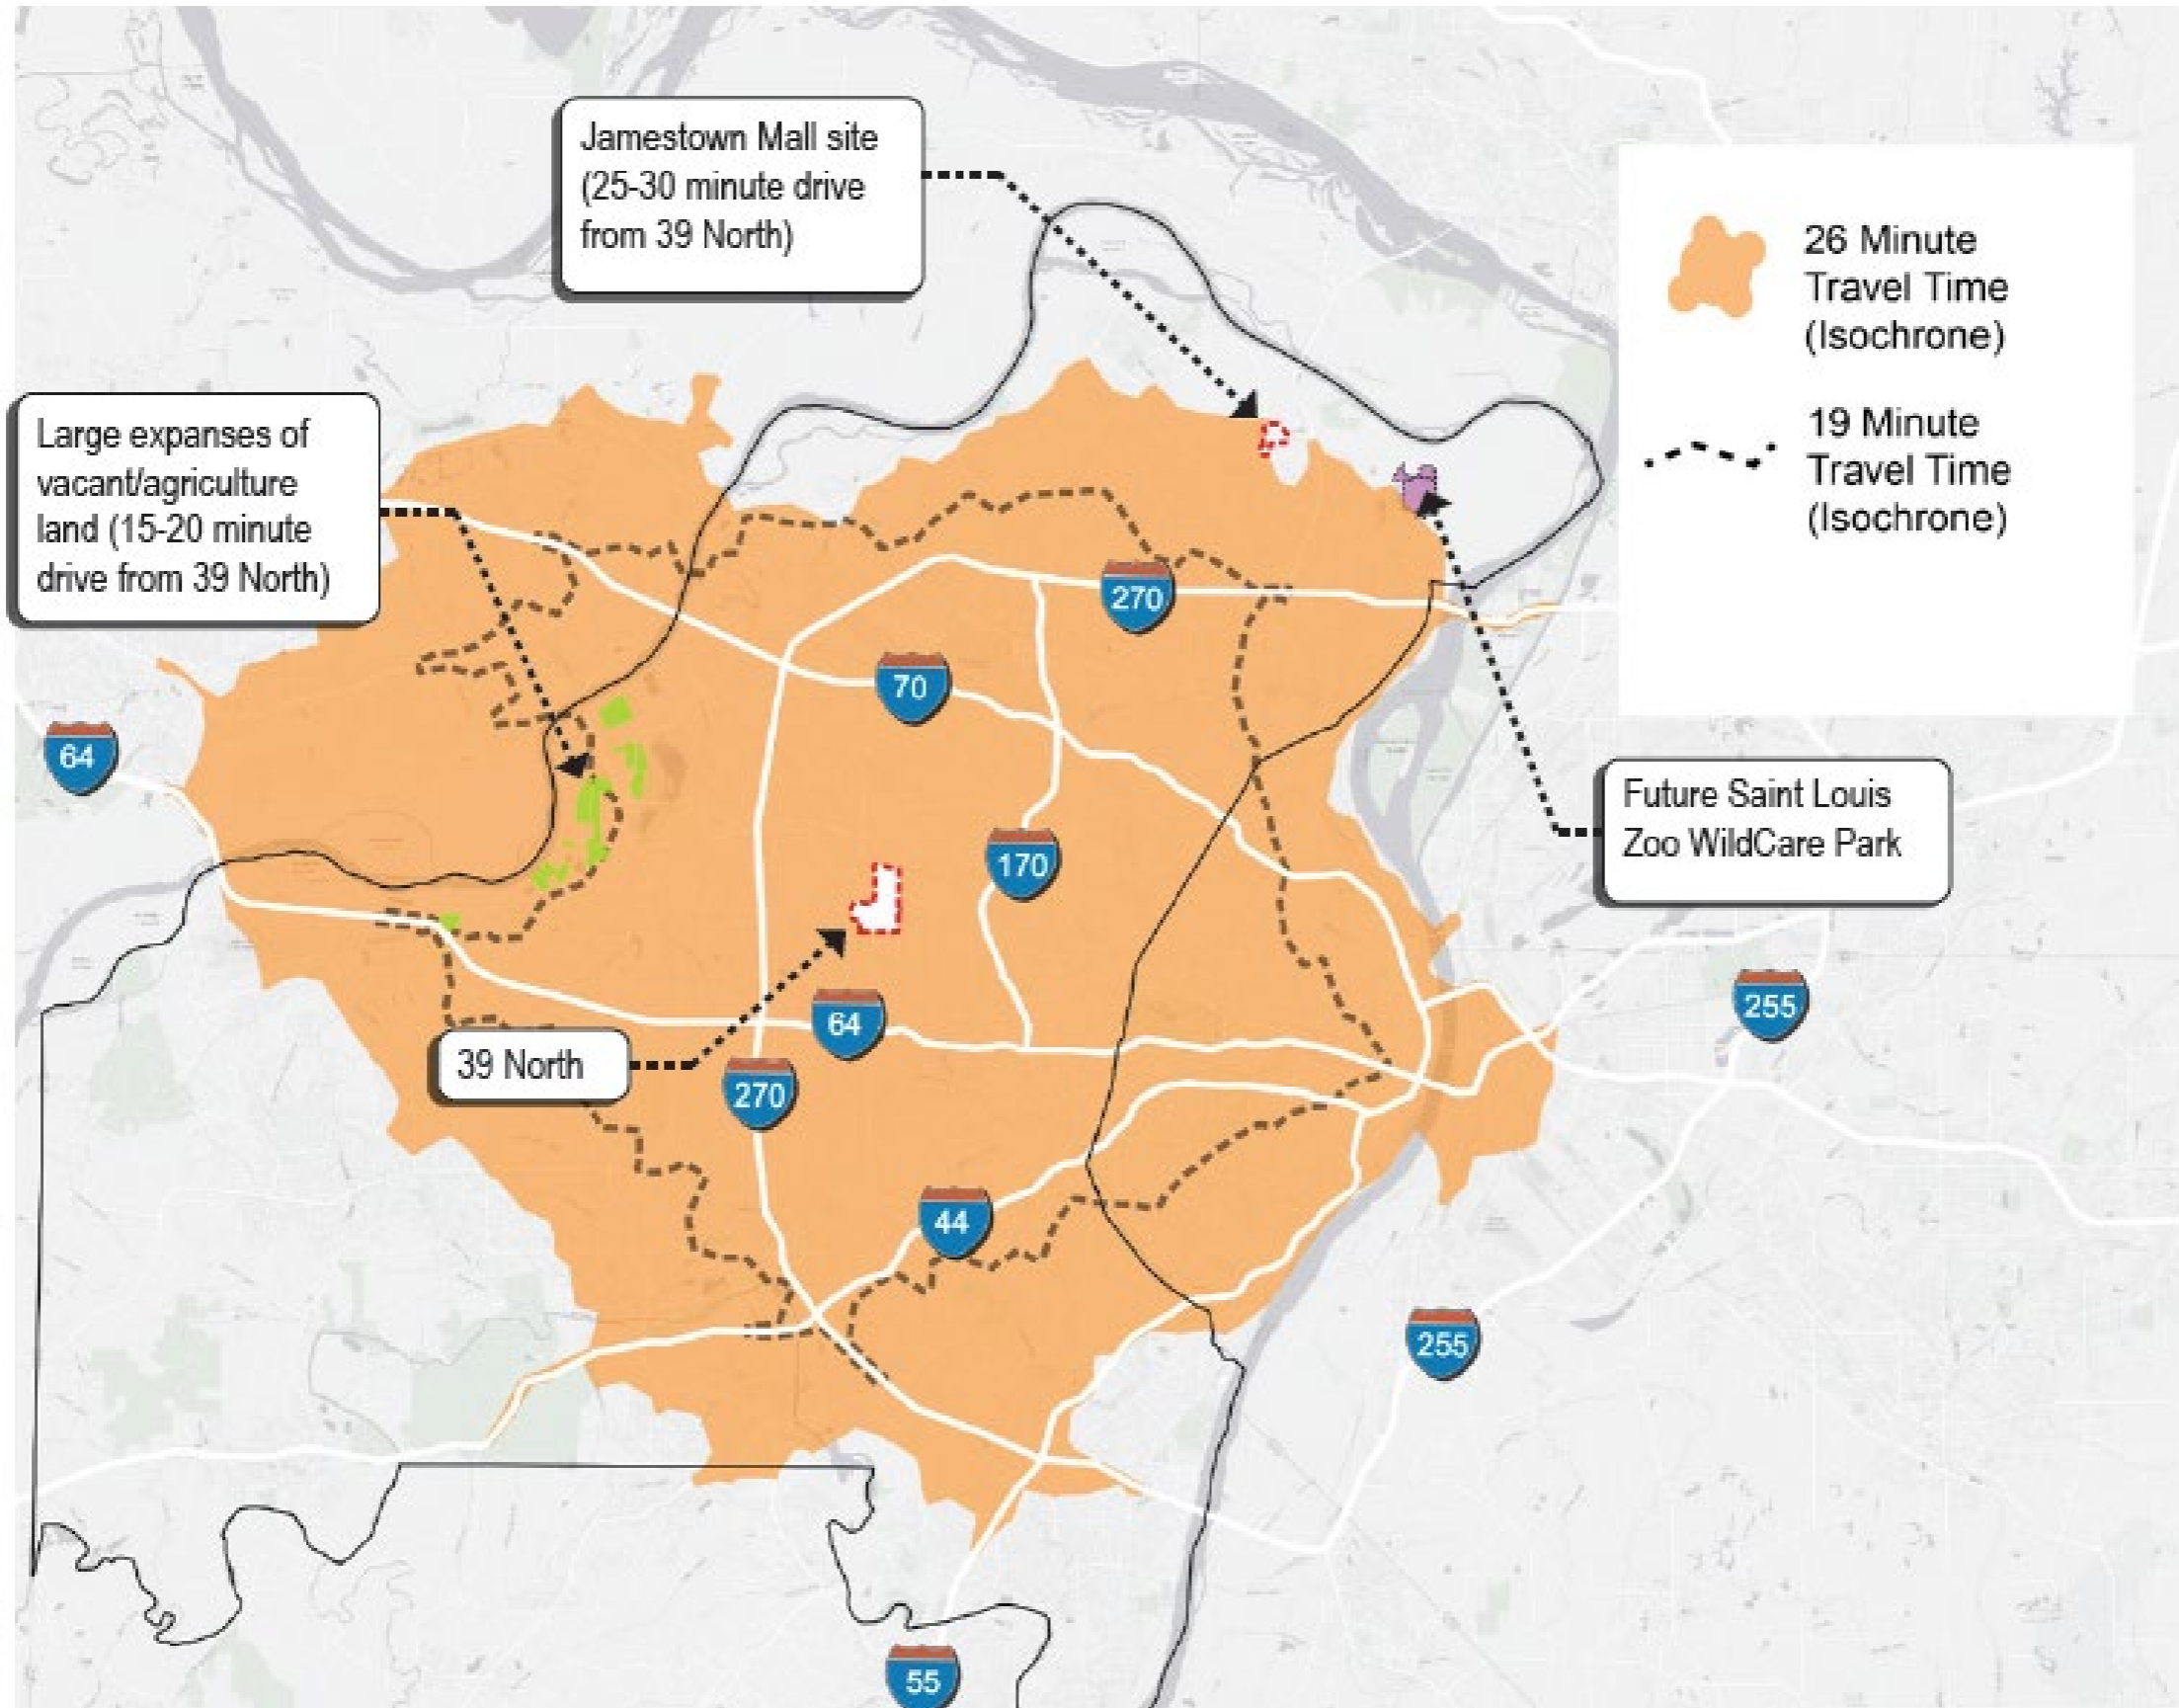 Jamestown Mall site
(25-30 minute drive
from 39 North)
26 Minute
Travel Time
(Isochrone)
19 Minute
Travel Time
(Isochrone)
Large expanses of
vacant/agriculture
land (15-20 minute
drive from 39 North)
270
70
64
Future Saint Louis
Zoo WildCare Park
170
255
64
39 North
270
44
255
55